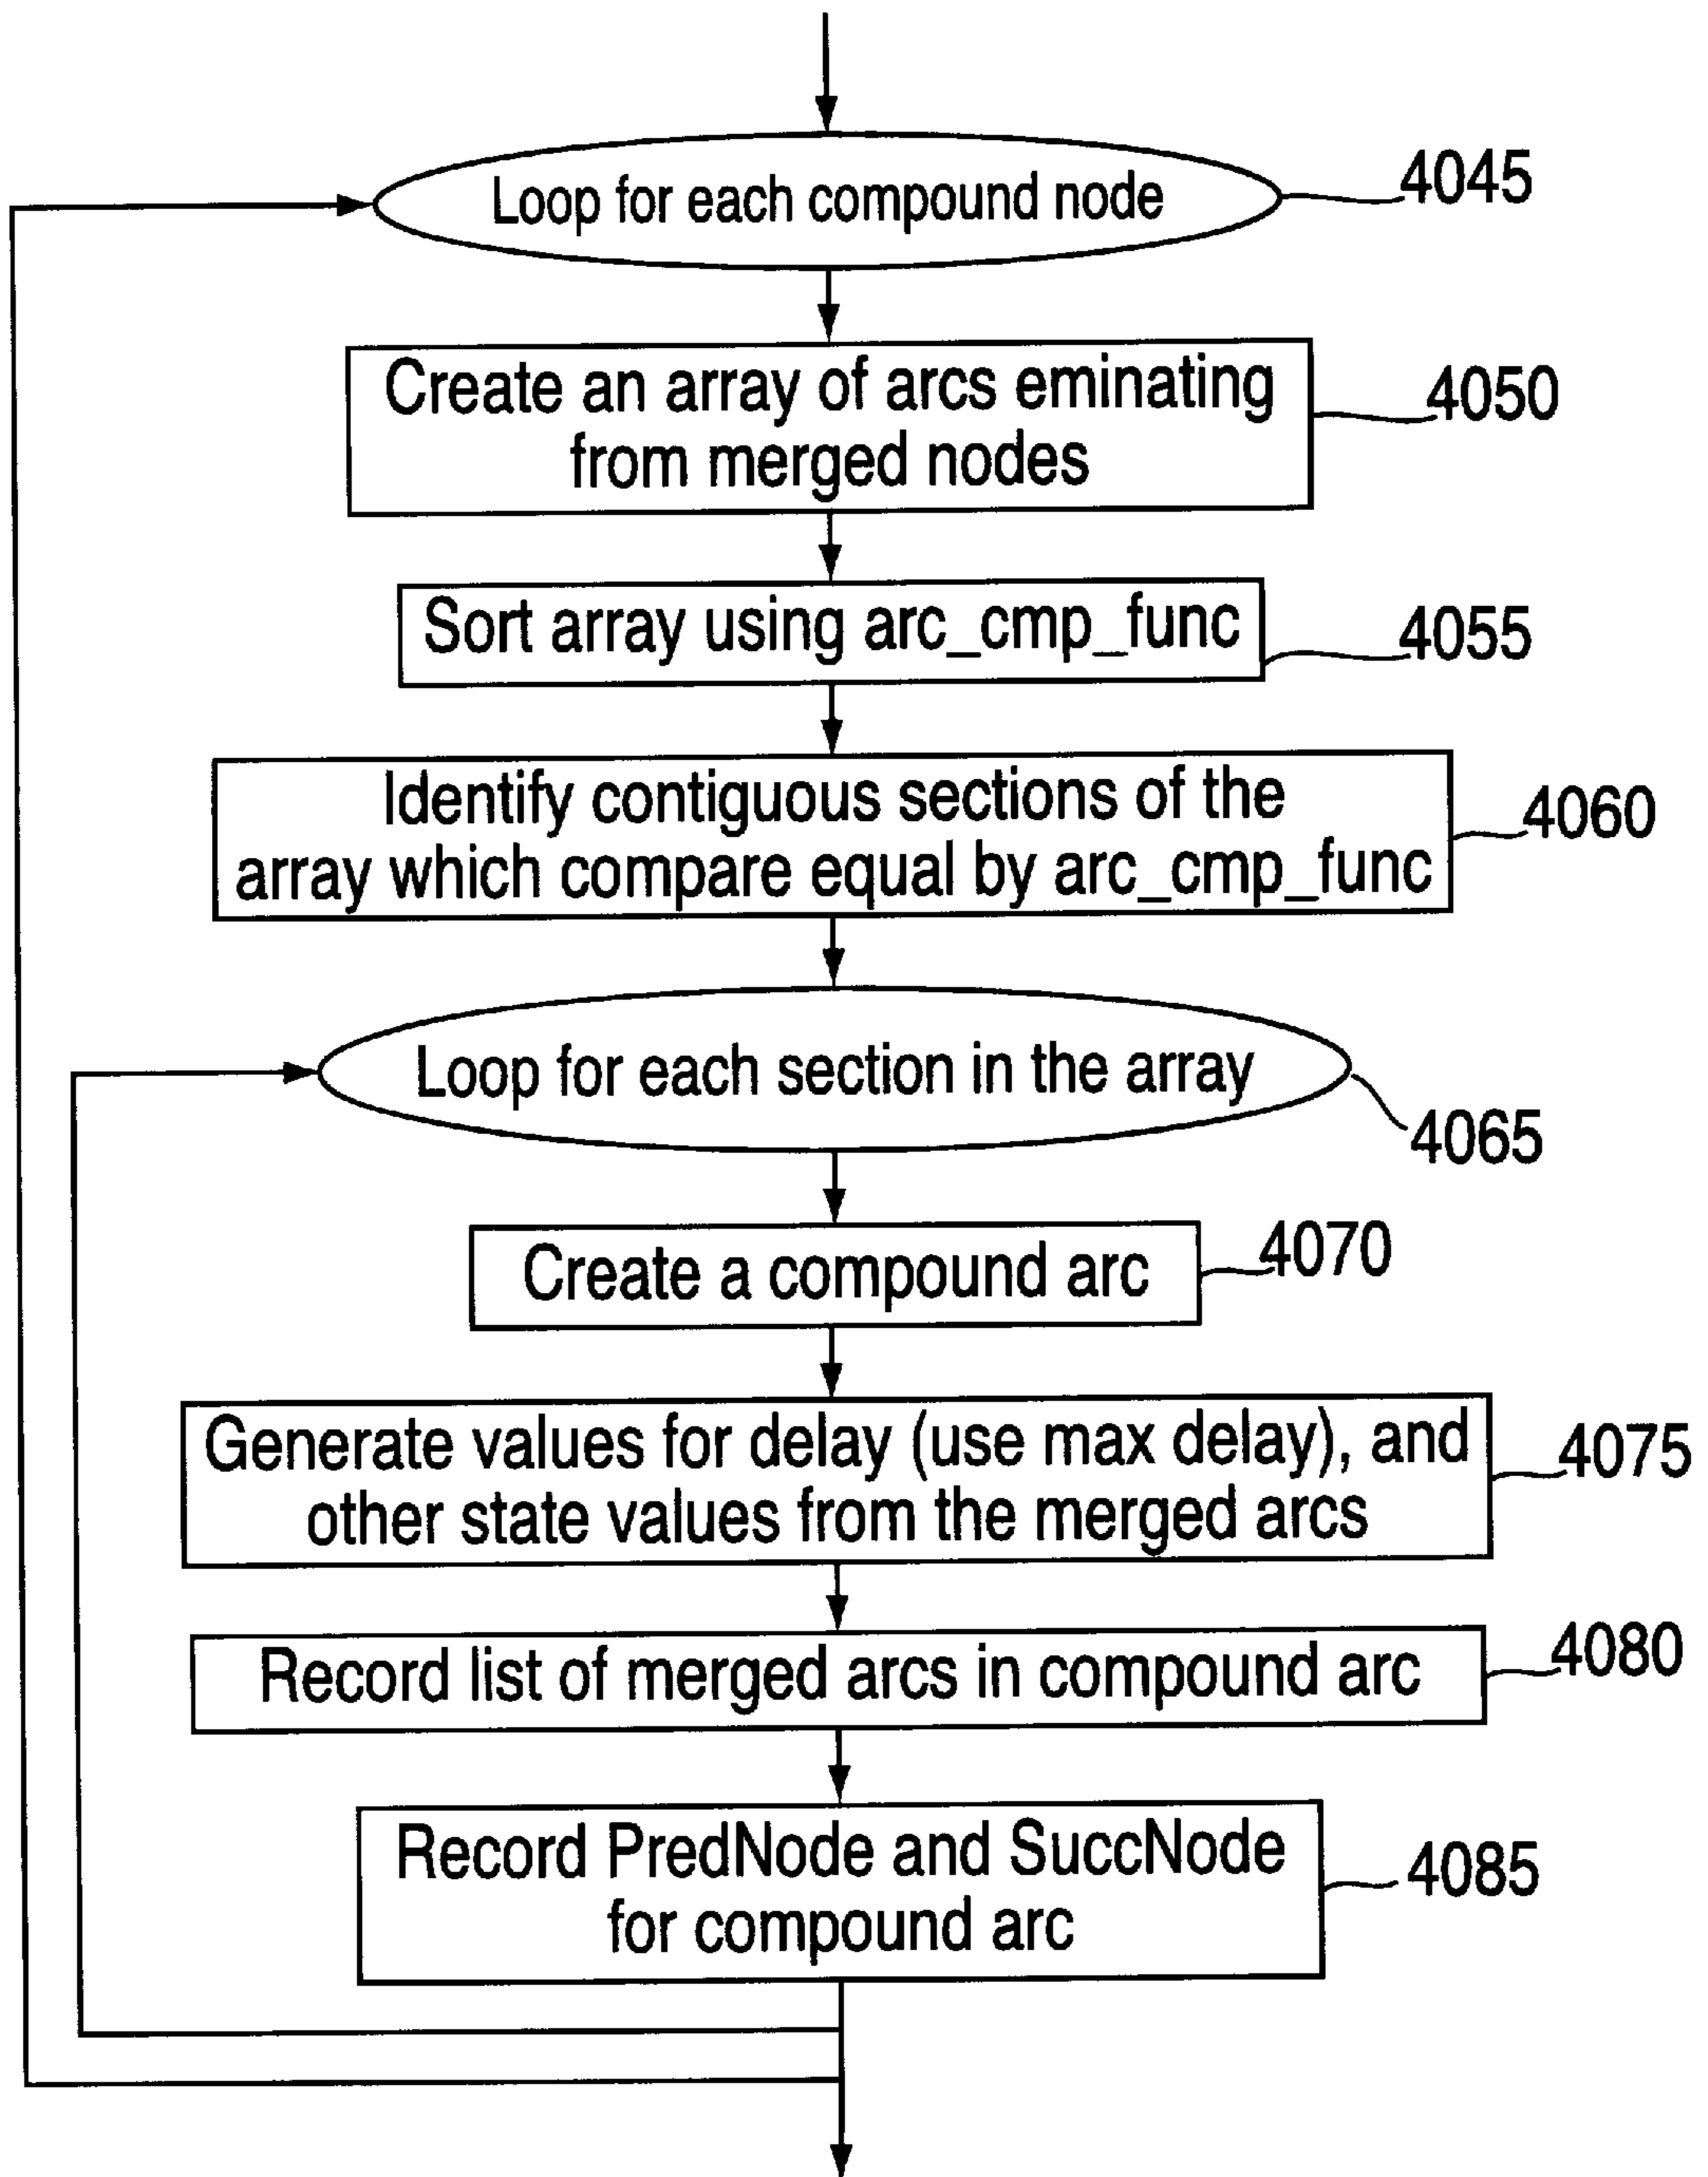 Loop for each compound node
4045
Create an array of arcs eminating
from merged nodes
4050
Sort array using arc_cmp_func
4055
Identify contiguous sections of the
array which compare equal by arc_cmp_func
4060
Loop for each section in the array
4065
Create a compound arc
4070
Generate values for delay (use max delay), and
other state values from the merged arcs
4075
Record list of merged arcs in compound arc
4080
Record PredNode and SuccNode
for compound arc
4085